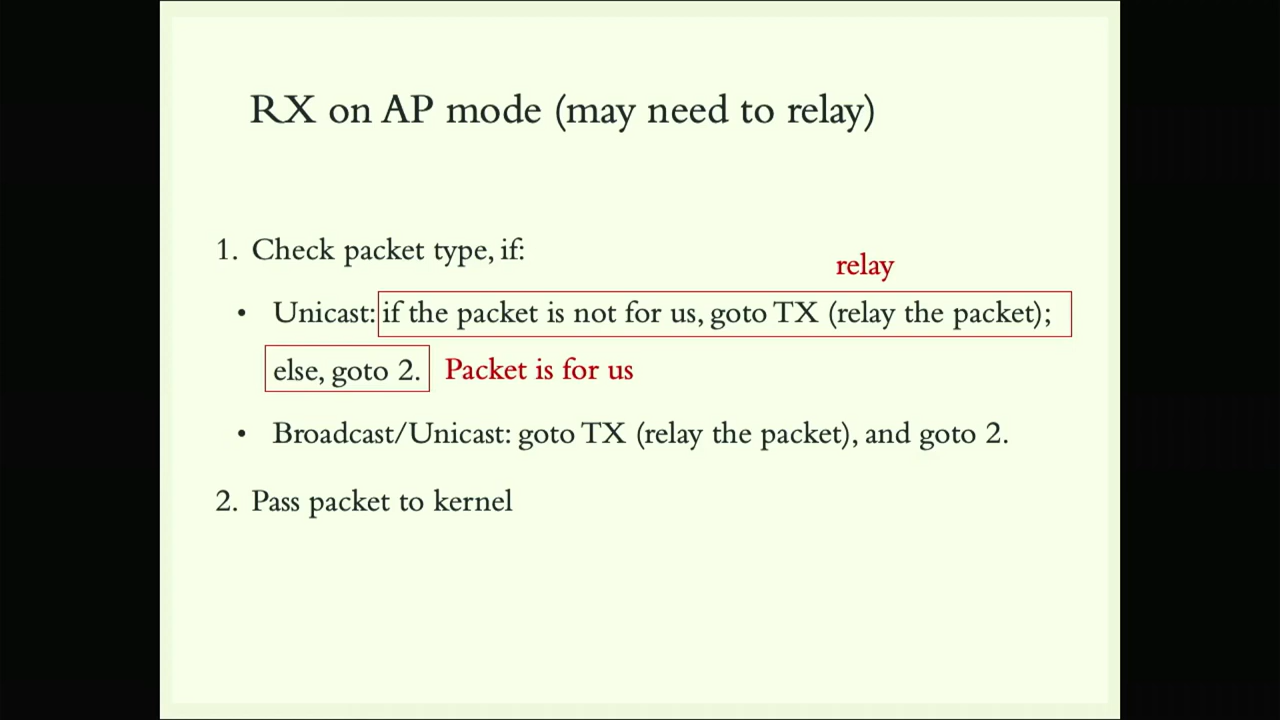 RX on AP mode (may need to relay)
1. Check packet type, if:
relay
• Unicast: if the packet is not for us, goto TX (relay the packet);
else, goto 2. Packet is for us
• Broadcast/Unicast: goto TX (relay the packet), and goto 2.
2. Pass packet to kernel